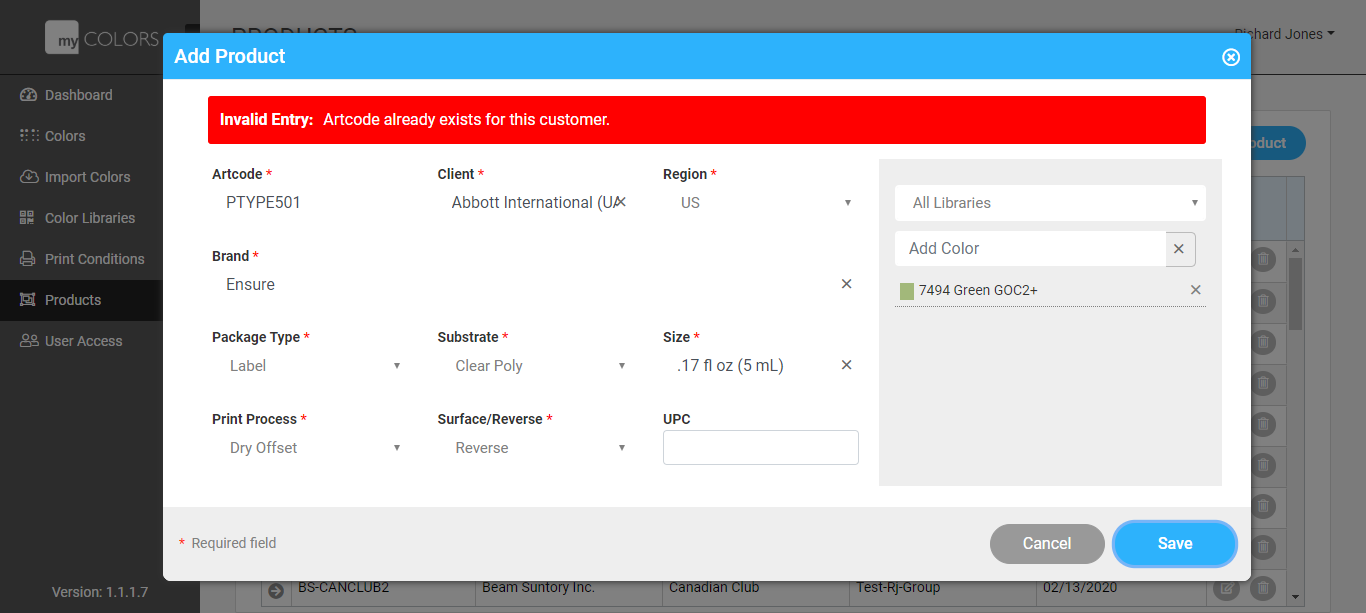 my COLORS
PRODUCTS
Richard Jones
Add Product
Invalid Entry: Artcode already exists for this customer.
Dashboard
Colors
Import Colors
Color Libraries
Print Conditions
Products
User Access
Version: 1.1.1.7
Artcode * Client * Region *
PTYPE501 Abbott International (UA US
Brand *
Ensure
Package Type * Substrate * Size *
Label Clear Poly .17 fl oz (5 mL)
Print Process * Surface/Reverse * UPC
Dry Offset Reverse
All Libraries
Add Color
7494 Green GOC2+
* Required field
Cancel Save
BS-CANCLUB2 Beam Suntory Inc. Canadian Club Test-Rj-Group 02/13/2020